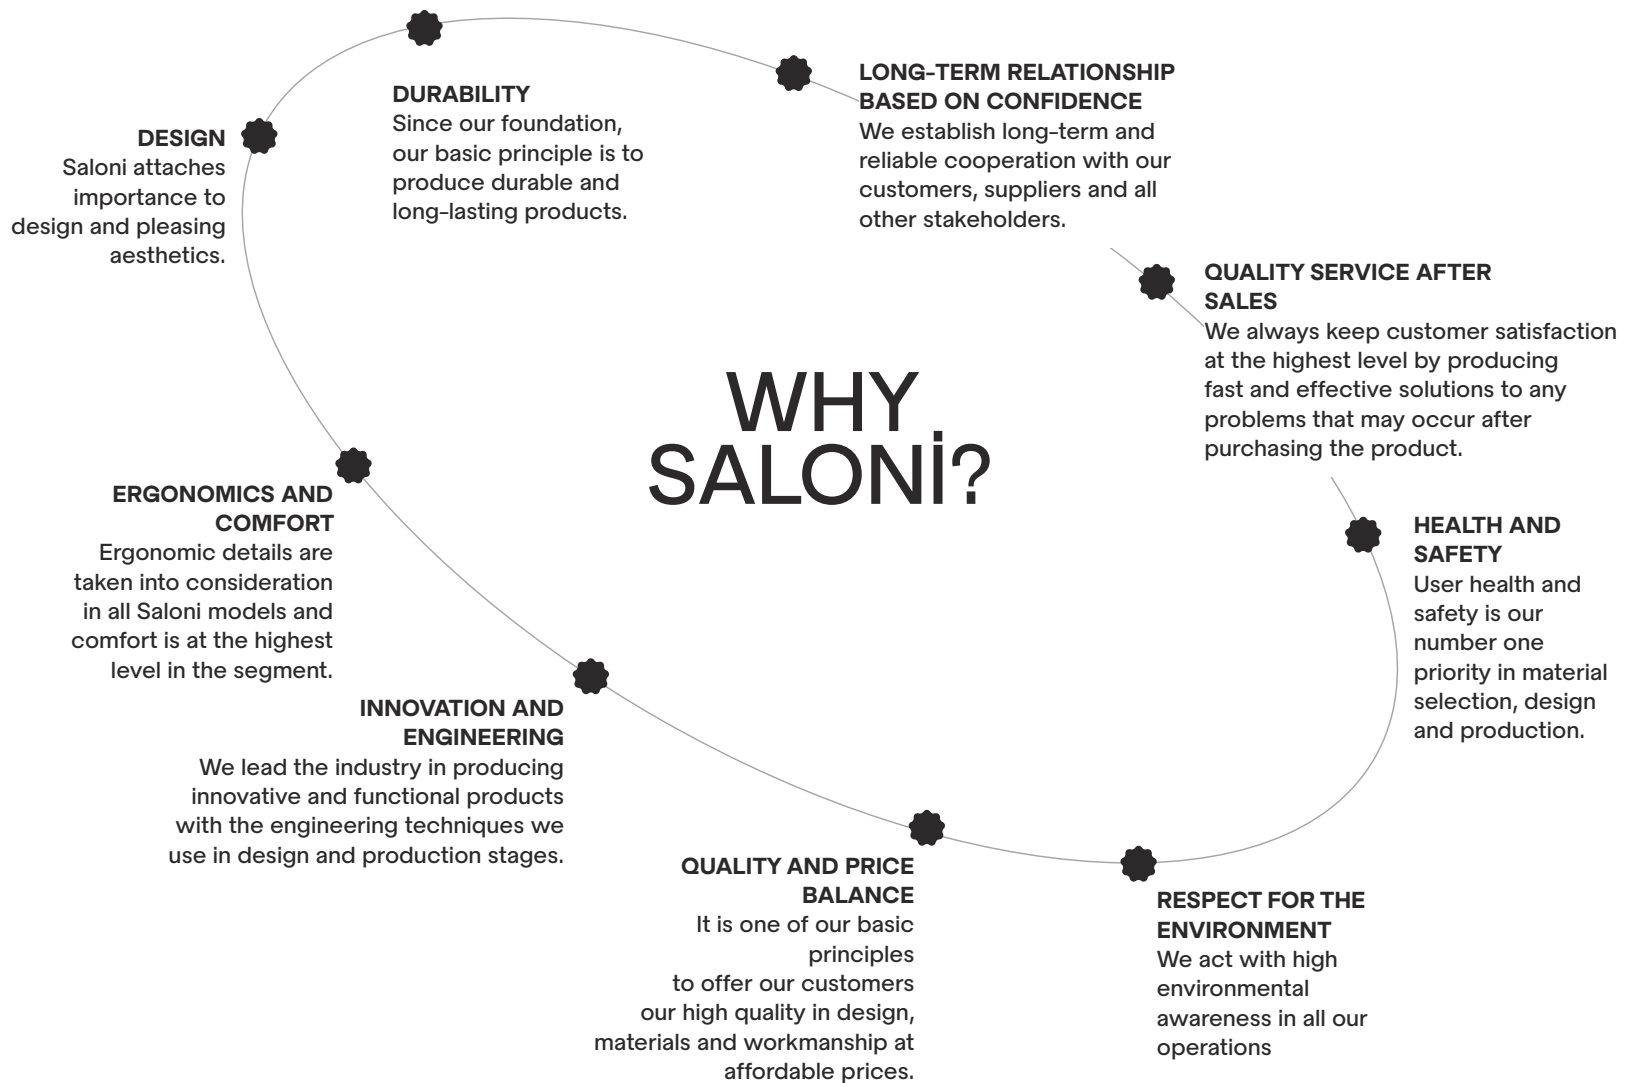 WHY
SALONİ?
DESIGN
Saloni attaches
importance to
design and pleasing
aesthetics.
DURABILITY
Since our foundation,
our basic principle is to
produce durable and
long-lasting products.
LONG-TERM RELATIONSHIP
BASED ON CONFIDENCE
We establish long-term and
reliable cooperation with our
customers, suppliers and all
other stakeholders.
QUALITY SERVICE AFTER
SALES
We always keep customer satisfaction
at the highest level by producing
fast and effective solutions to any
problems that may occur after
purchasing the product.
HEALTH AND
SAFETY
User health and
safety is our
number one
priority in material
selection, design
and production.
RESPECT FOR THE
ENVIRONMENT
We act with high
environmental
awareness in all our
operations
QUALITY AND PRICE
BALANCE
It is one of our basic
principles
to offer our customers
our high quality in design,
materials and workmanship at
affordable prices.
INNOVATION AND
ENGINEERING
We lead the industry in producing
innovative and functional products
with the engineering techniques we
use in design and production stages.
ERGONOMICS AND
COMFORT
Ergonomic details are
taken into consideration
in all Saloni models and
comfort is at the highest
level in the segment.